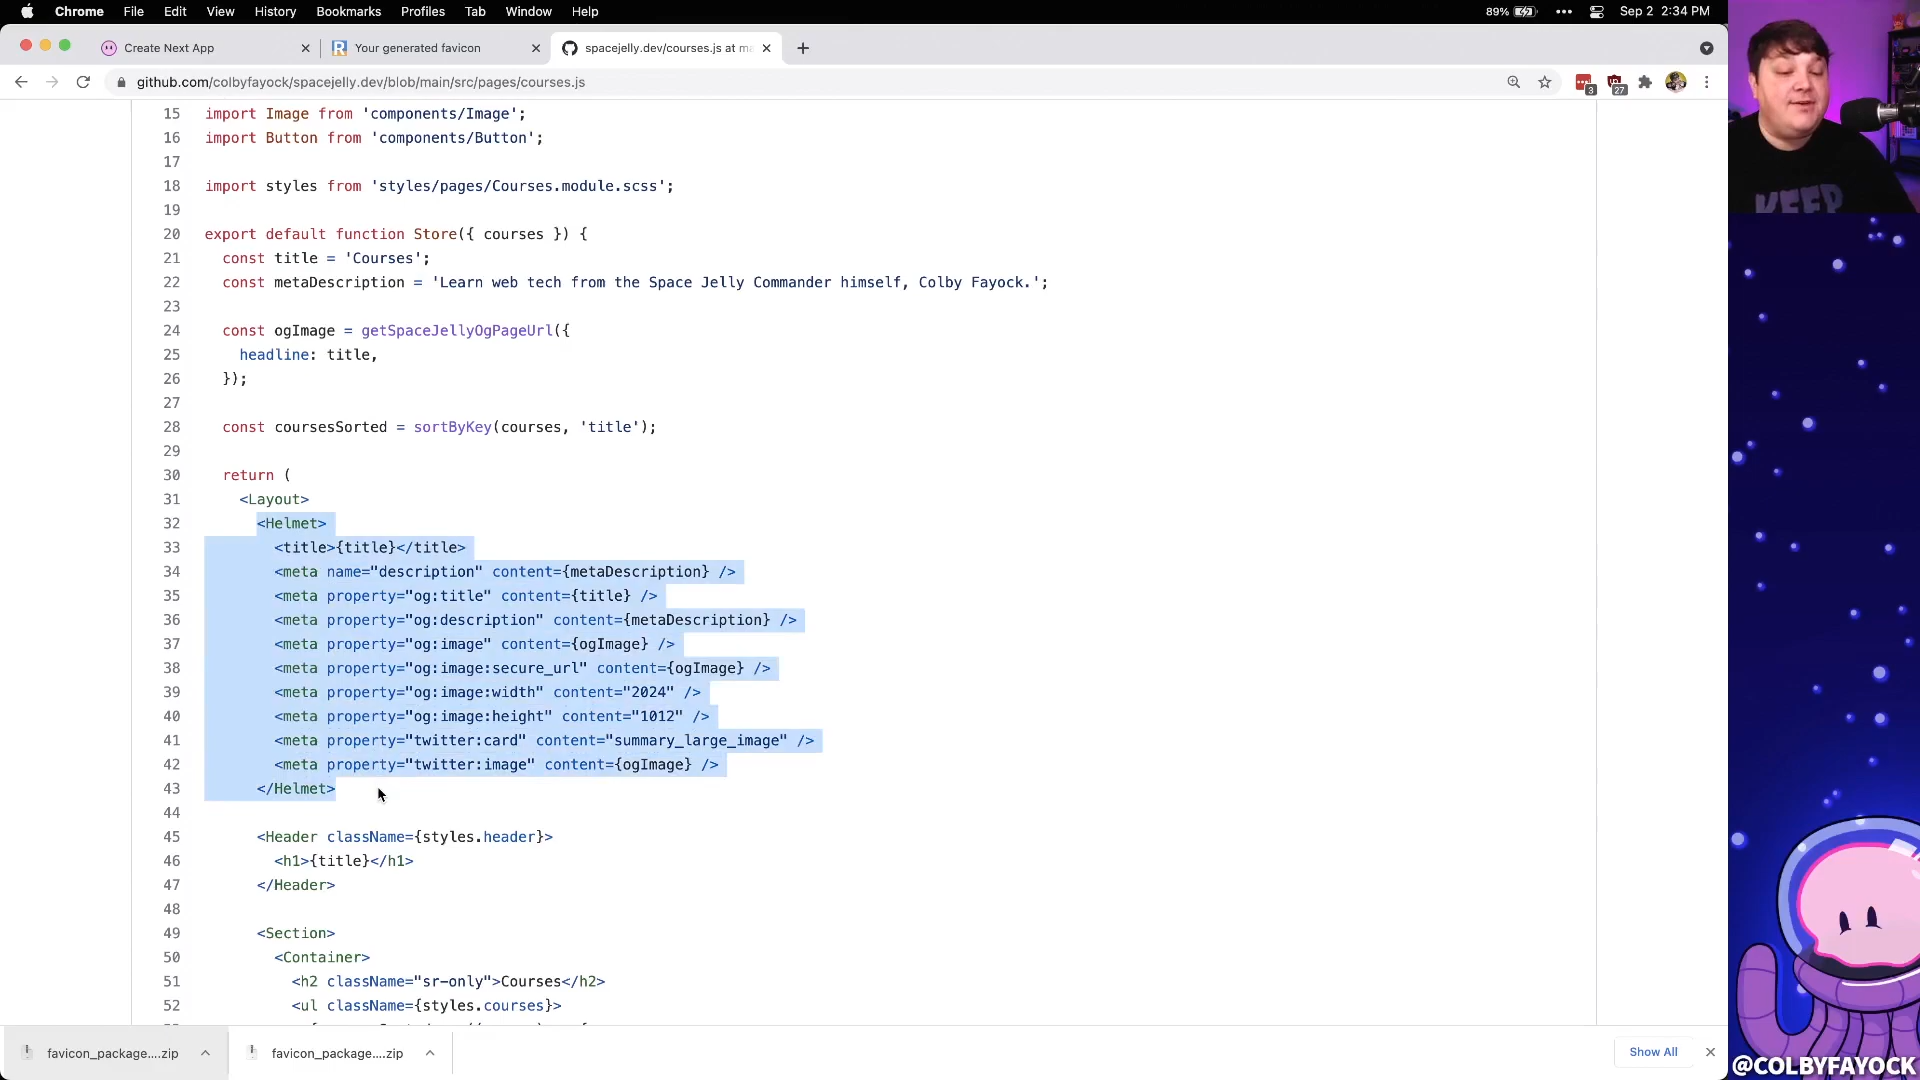 Chrome File Edit View History Bookmarks Profiles Tab Window Help 89% Sep 2 2:34 PM
Create Next App
Your generated favicon
spacejelly.dev/courses.js at ma
github.com/colbyfayock/spacejelly.dev/blob/main/src/pages/courses.js
3
27
15 import Image from 'components/Image';
16 import Button from 'components/Button';
17
18 import styles from 'styles/pages/Courses.module.scss';
19
20 export default function Store({ courses }) {
21 const title = 'Courses';
22 const metaDescription = 'Learn web tech from the Space Jelly Commander himself, Colby Fayock.';
23
24 const ogImage = getSpaceJellyOgPageUrl({
25 headline: title,
26 });
27
28 const coursesSorted = sortByKey(courses, 'title');
29
30 return (
31 <Layout>
32 <Helmet>
33 <title>{title}</title>
34 <meta name="description" content={metaDescription} />
35 <meta property="og:title" content={title} />
36 <meta property="og:description" content={metaDescription} />
37 <meta property="og:image" content={ogImage} />
38 <meta property="og:image:secure_url" content={ogImage} />
39 <meta property="og:image:width" content="2024" />
40 <meta property="og:image:height" content="1012" />
41 <meta property="twitter:card" content="summary_large_image" />
42 <meta property="twitter:image" content={ogImage} />
43 </Helmet>
44
45 <Header className={styles.header}>
46 <h1>{title}</h1>
47 </Header>
48
49 <Section>
50 <Container>
51 <h2 className="sr-only">Courses</h2>
52 <ul className={styles.courses}>
favicon_package....zip
favicon_package....zip
Show All
KEEP
@COLBYFAYOCK